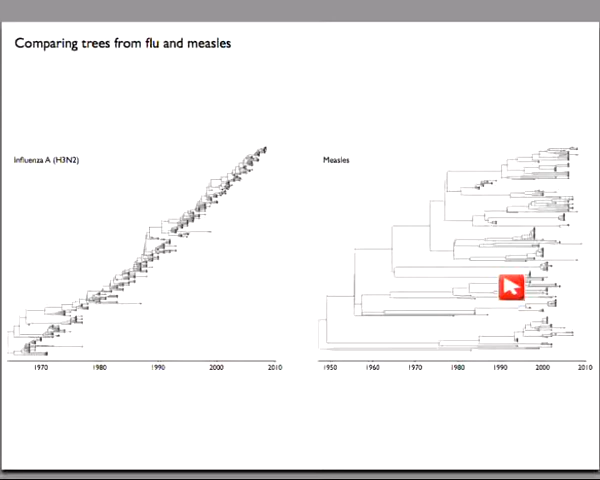 Comparing trees from flu and measles
Influenza A (H3N2)
Measles
1970 1980 1990 2000 2010
1950 1960 1970 1980 1990 2000 2010